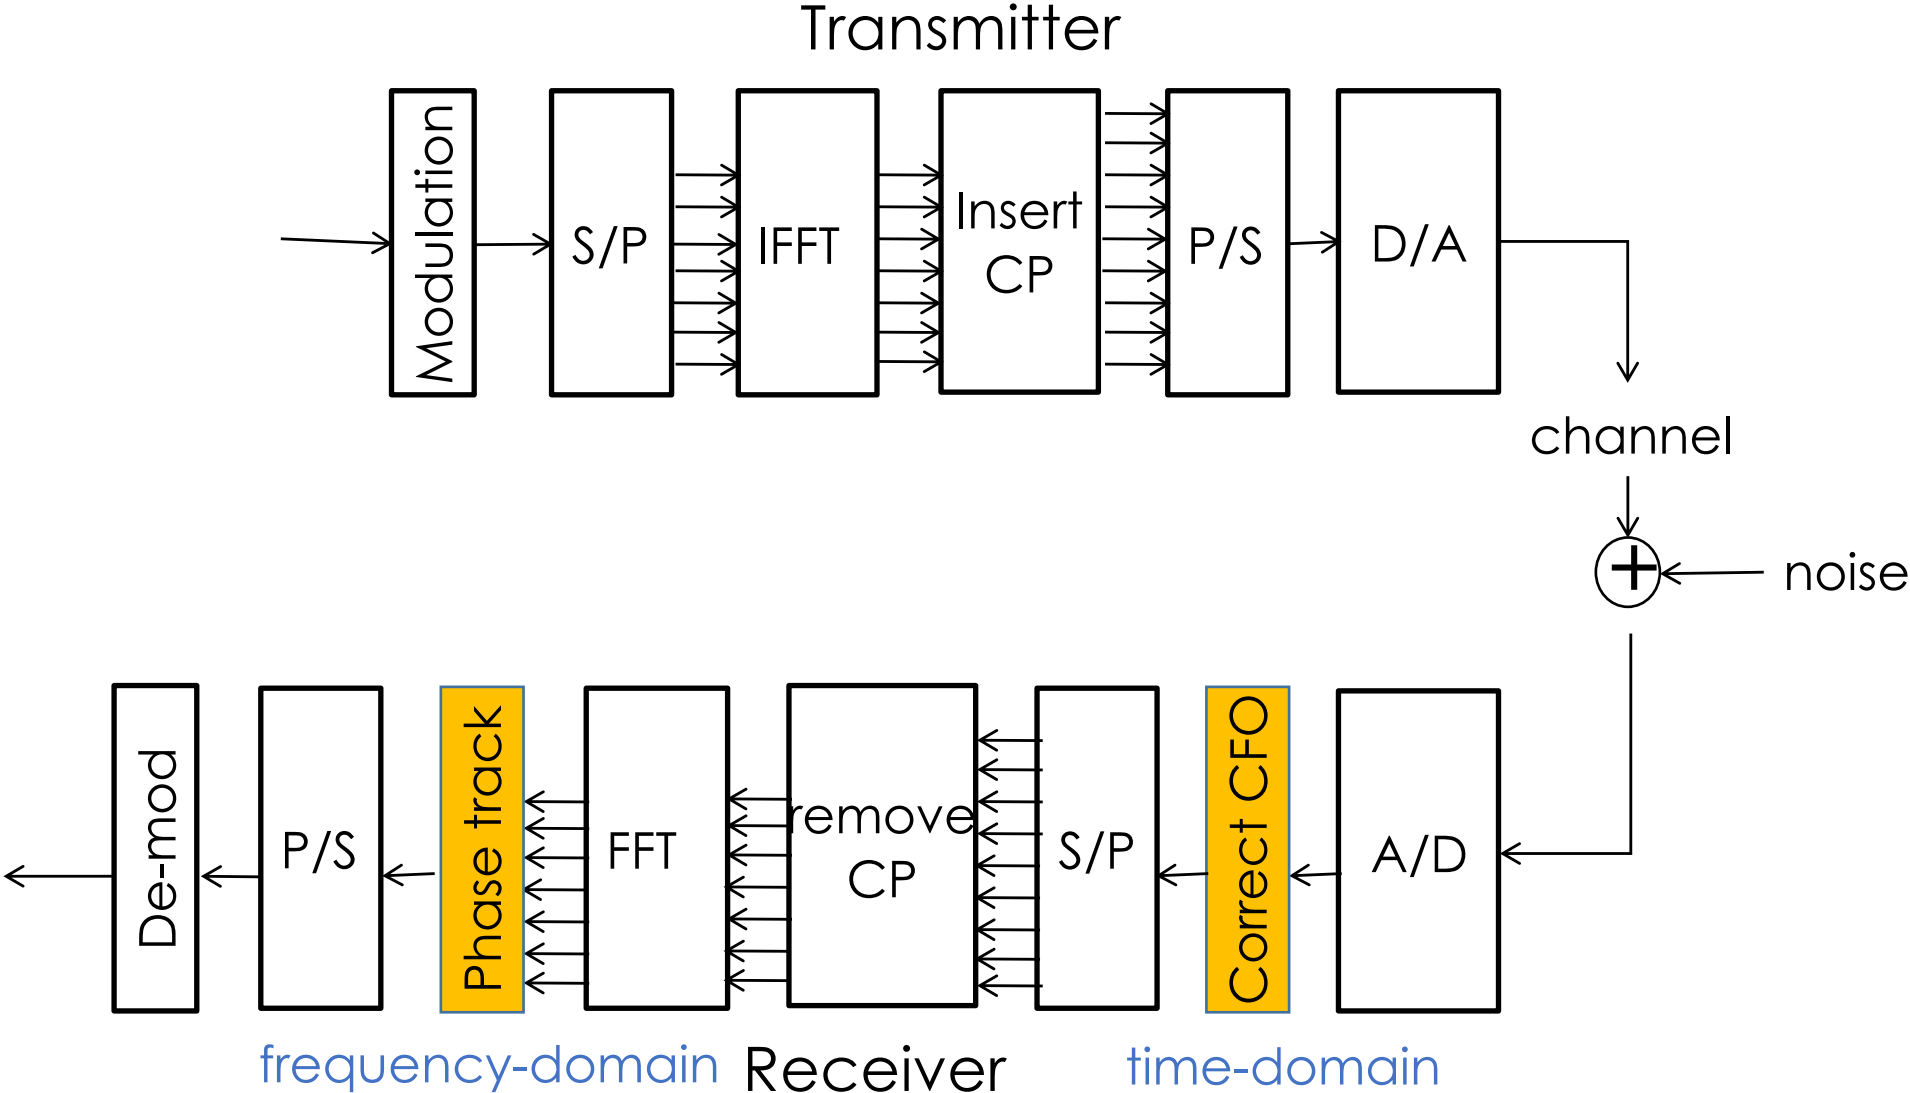 Transmitter
Modulation
S/P
IFFT
Insert
CP
P/S
D/A
channel
+
noise
De-mod
P/S
Phase track
FFT
remove
CP
S/P
Correct CFO
A/D
frequency-domain
Receiver
time-domain